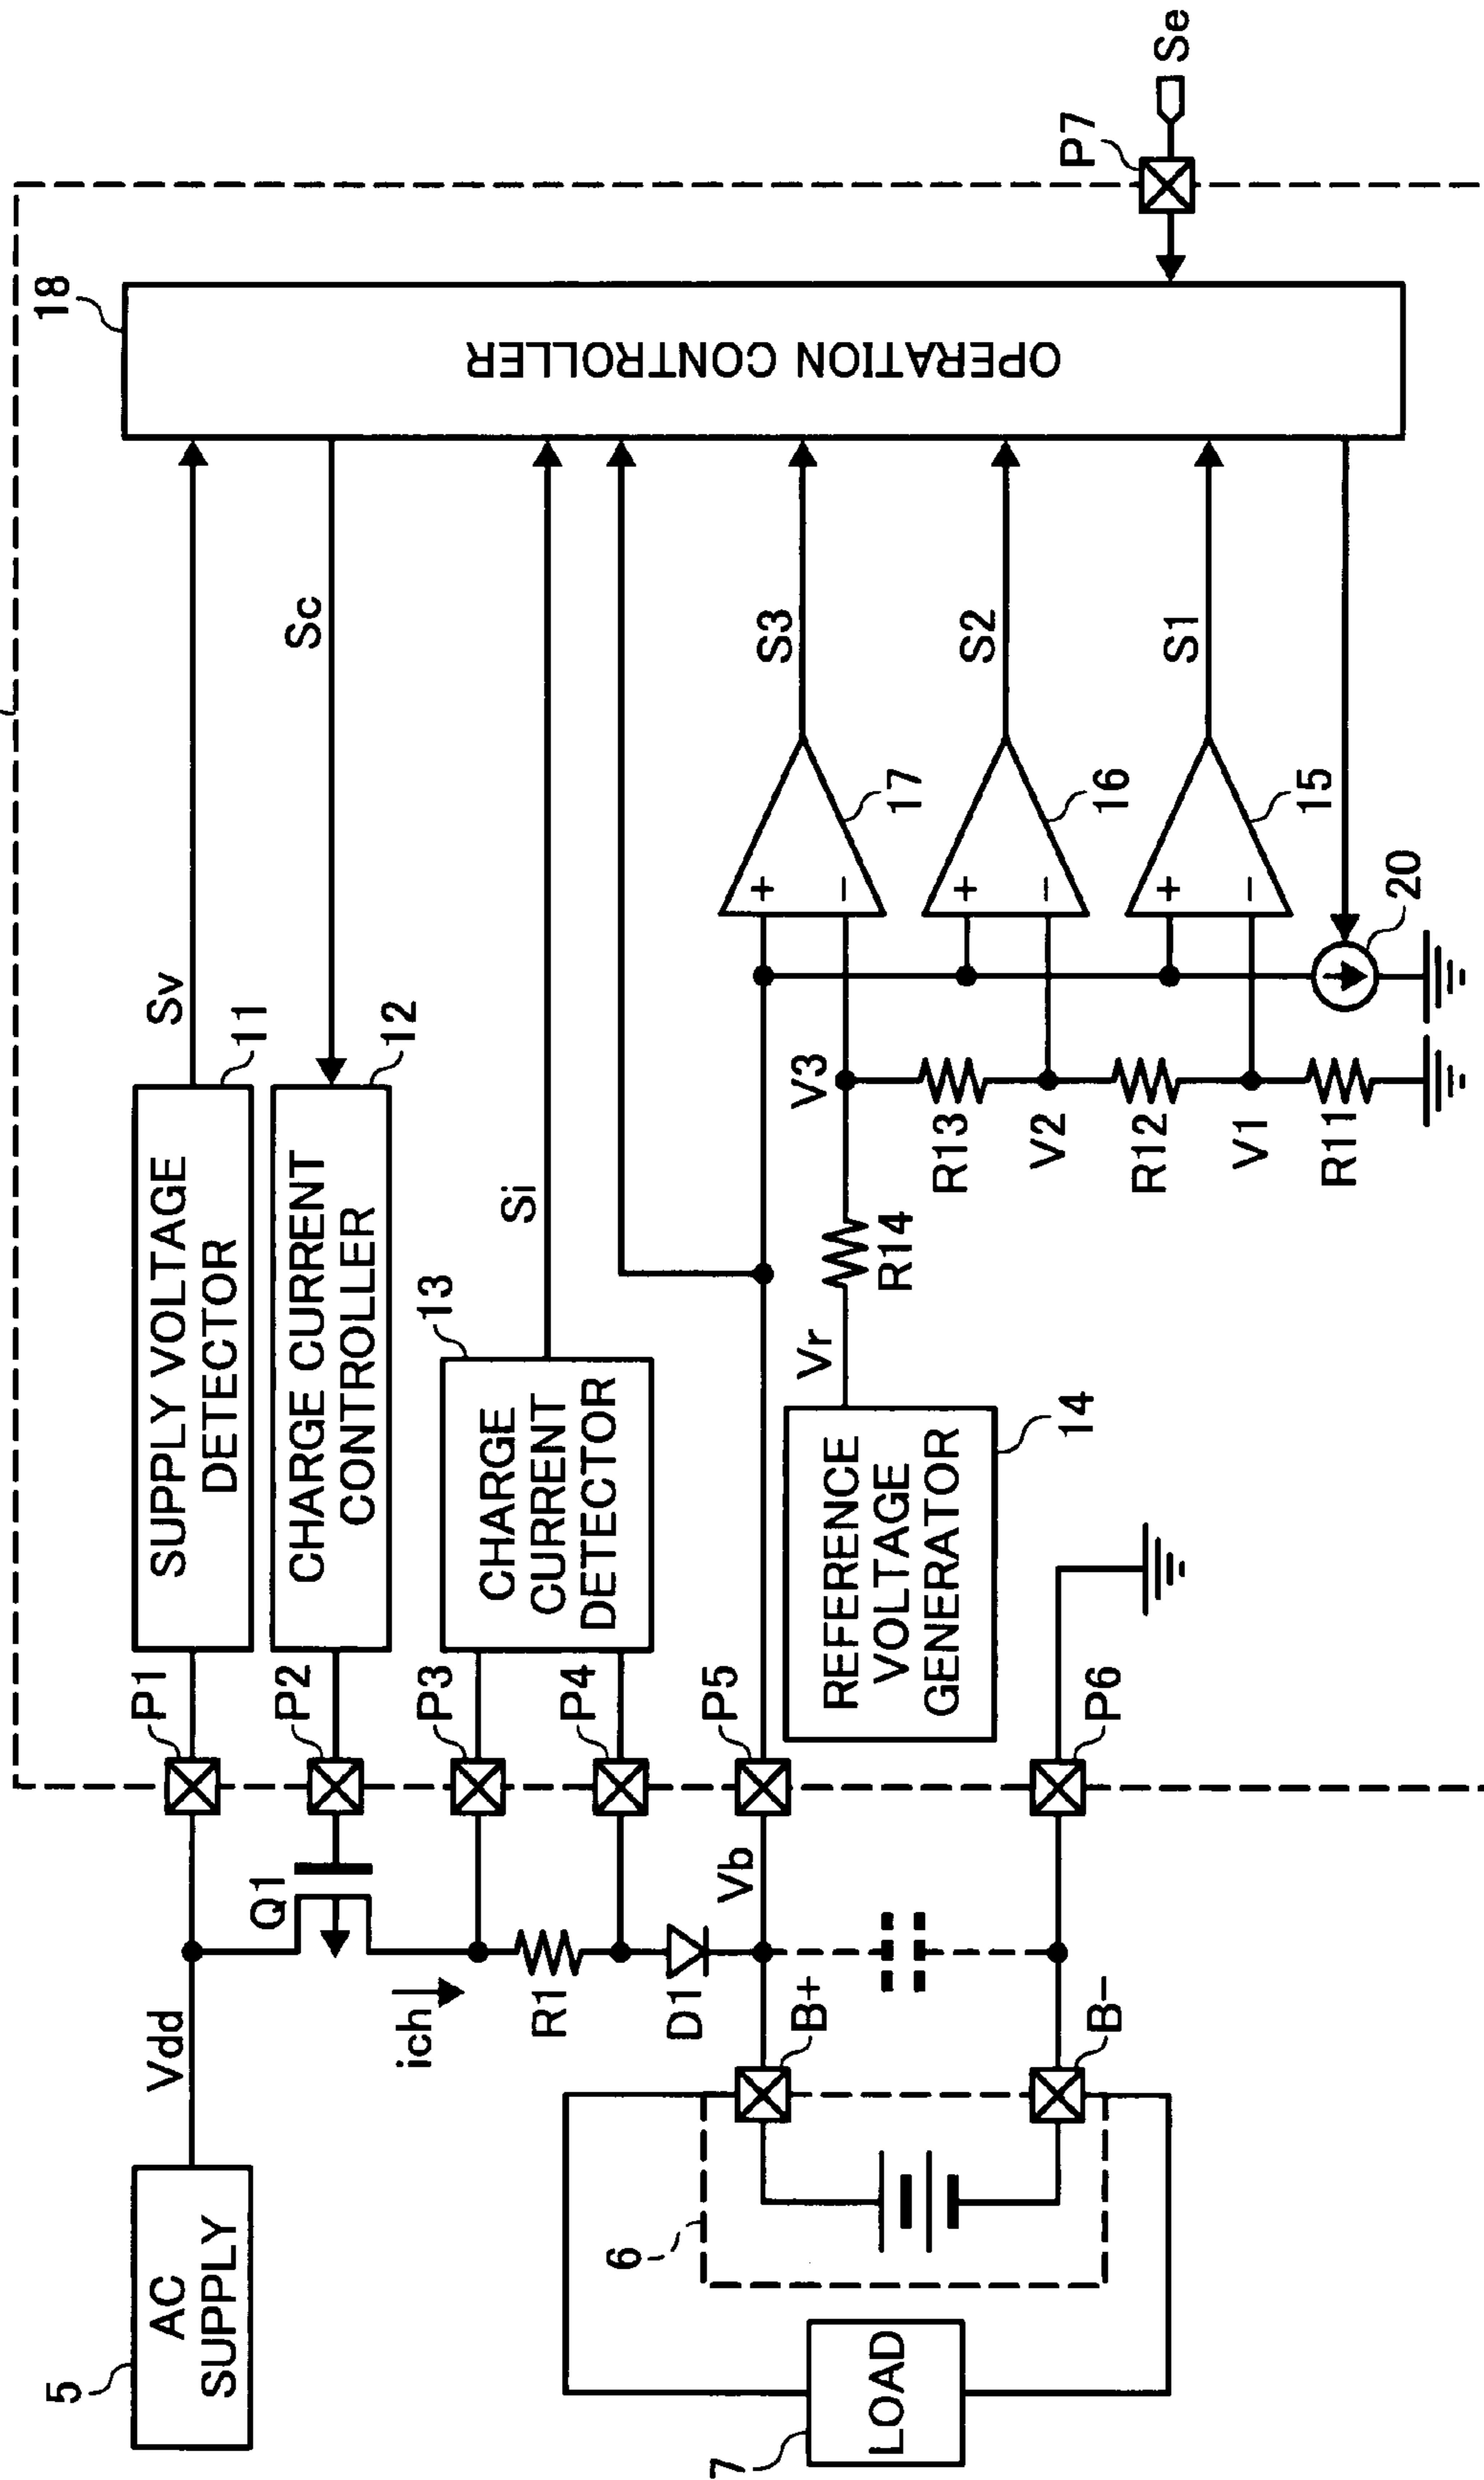 18
P7
Se
OPERATION CONTROLLER
Sv
Sc
Si
S3
S2
S1
11
SUPPLY VOLTAGE
DETECTOR
12
CHARGE CURRENT
CONTROLLER
13
CHARGE
CURRENT
DETECTOR
+
−
17
+
−
16
+
−
15
20
V3
R13
V2
R12
V1
R11
R14
Vr
REFERENCE
VOLTAGE
GENERATOR
14
P1
P2
P3
P4
P5
P6
Vdd
Q1
ich
R1
D1
Vb
B+
B−
5
AC
SUPPLY
6
7
LOAD